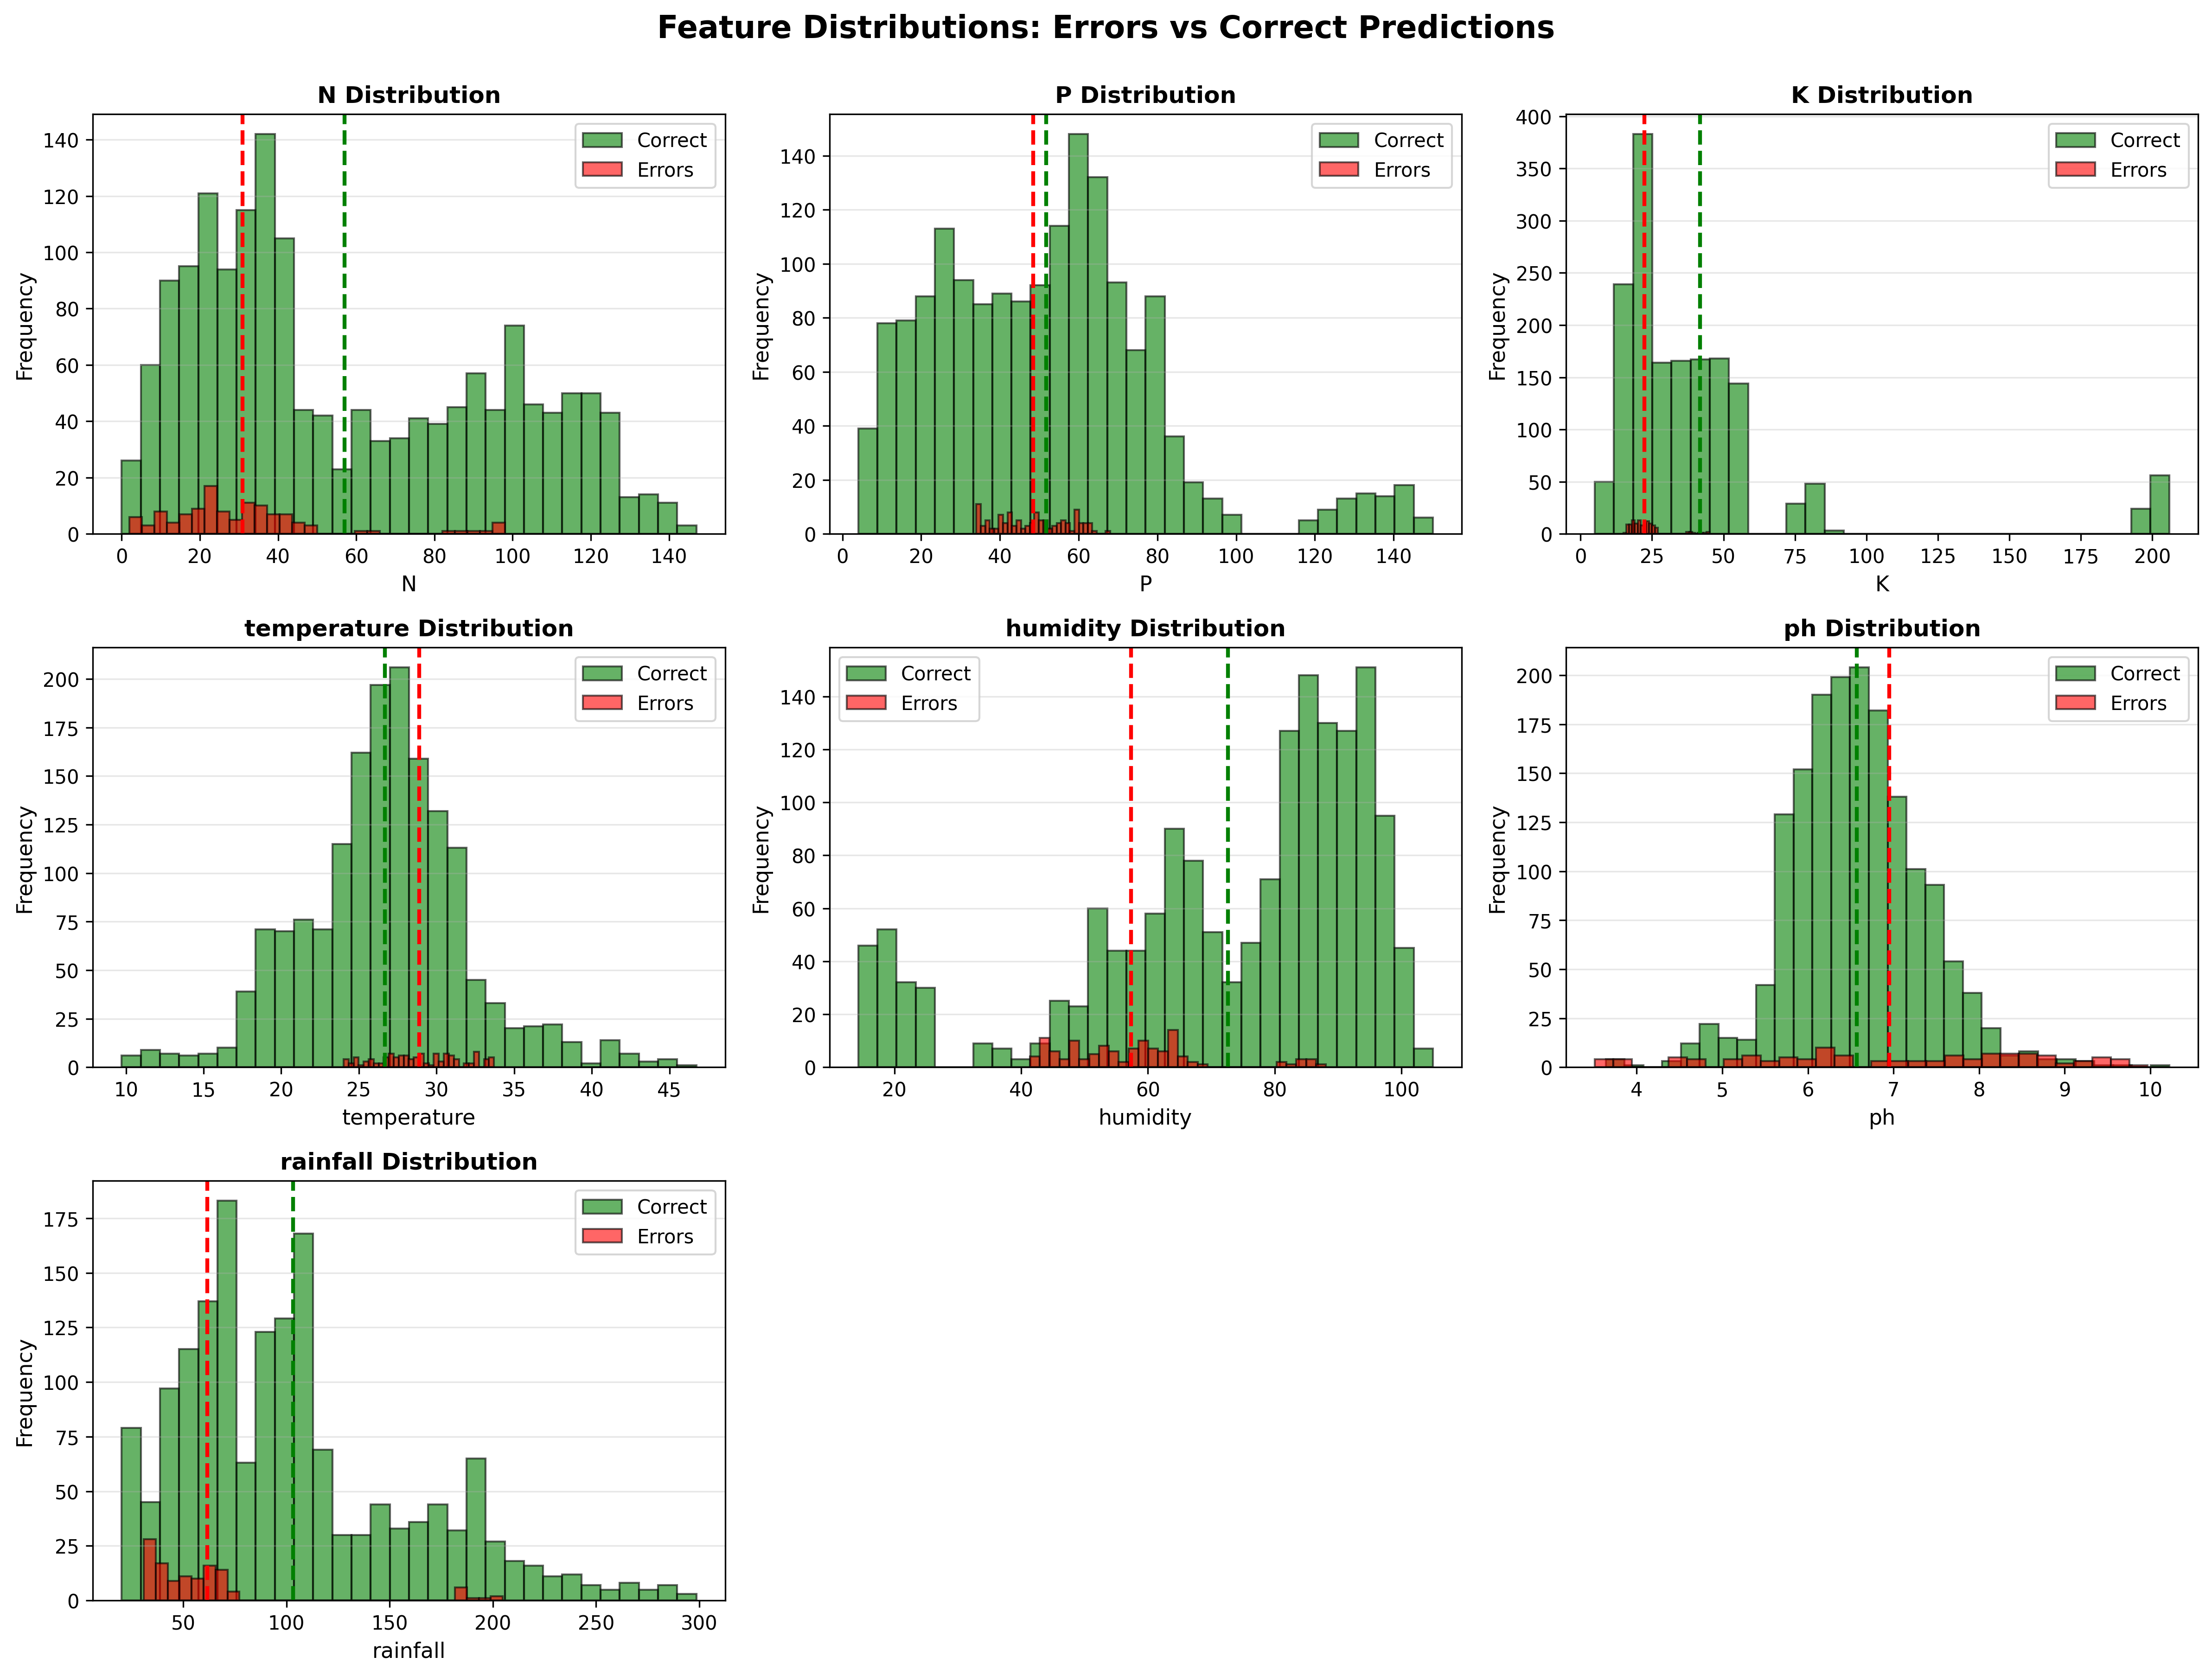 Feature Distributions: Errors vs Correct Predictions
N Distribution
Frequency
140
120
100
80
60
40
20
0
Correct
Errors
0 20 40 60 80 100 120 140
N
P Distribution
Frequency
140
120
100
80
60
40
20
0
Correct
Errors
0 20 40 60 80 100 120 140
P
K Distribution
Frequency
400
350
300
250
200
150
100
50
0
Correct
Errors
0 25 50 75 100 125 150 175 200
K
temperature Distribution
Frequency
200
175
150
125
100
75
50
25
0
Correct
Errors
10 15 20 25 30 35 40 45
temperature
humidity Distribution
Frequency
140
120
100
80
60
40
20
0
Correct
Errors
20 40 60 80 100
humidity
ph Distribution
Frequency
200
175
150
125
100
75
50
25
0
Correct
Errors
4 5 6 7 8 9 10
ph
rainfall Distribution
Frequency
175
150
125
100
75
50
25
0
Correct
Errors
50 100 150 200 250 300
rainfall